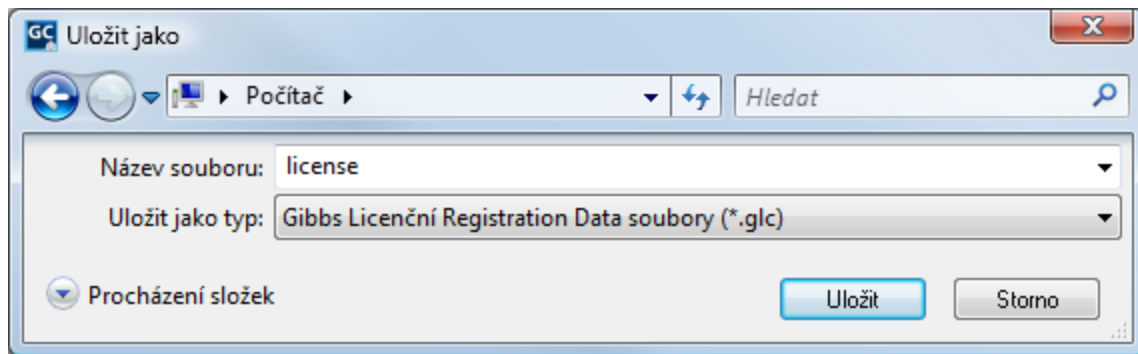 GC Uložit jako
Počítač
Hledat
Název souboru: license
Uložit jako typ: Gibbs Licenční Registration Data soubory (*.glc)
Procházení složek
Uložit
Storno